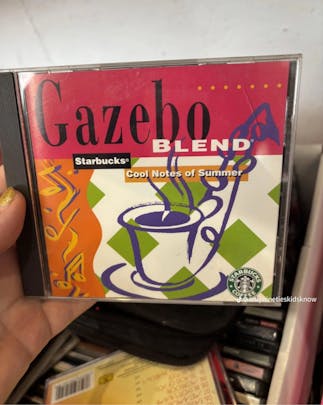 Gazebo
BLEND
Starbucks®
Cool Notes of Summer
STARBUCKS